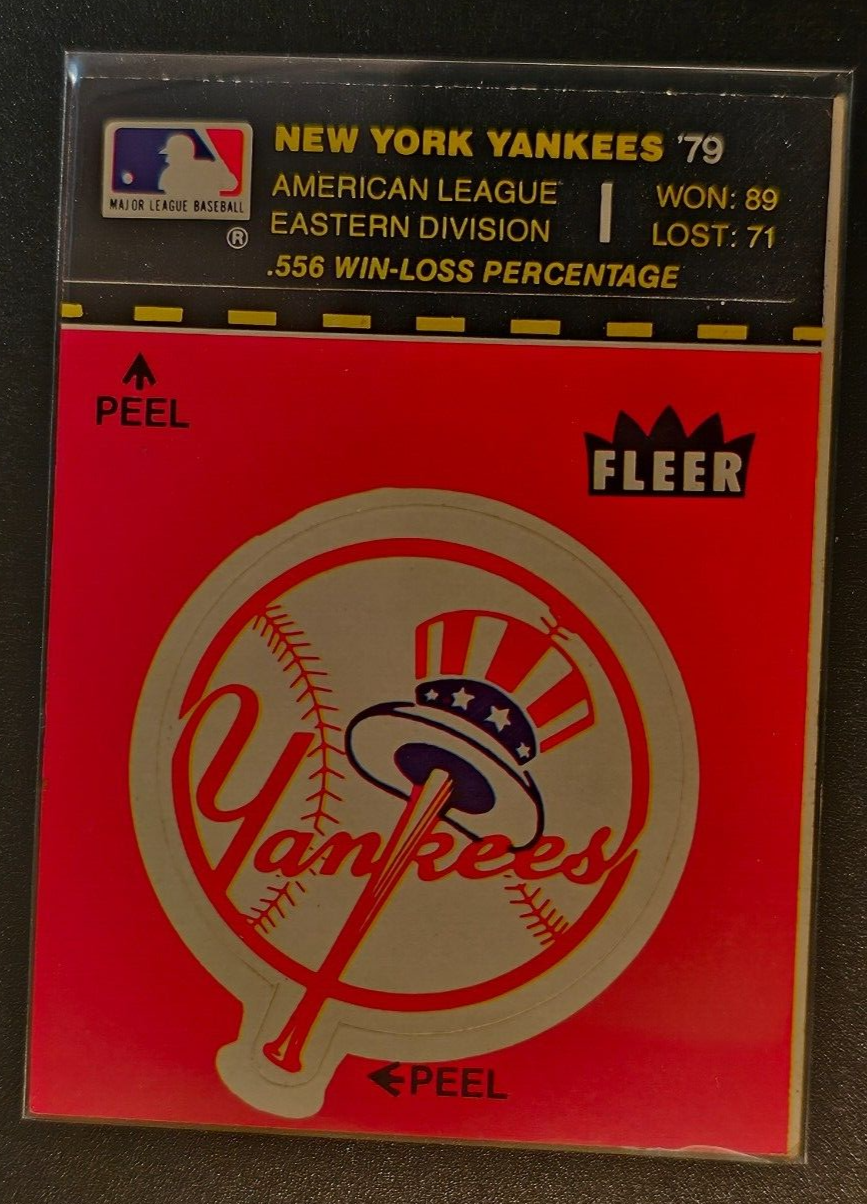 NEW YORK YANKEES '79
AMERICAN LEAGUE
EASTERN DIVISION
WON: 89
LOST: 71
.556 WIN-LOSS PERCENTAGE
MAJOR LEAGUE BASEBALL
®
PEEL
FLEER
Yankees
PEEL